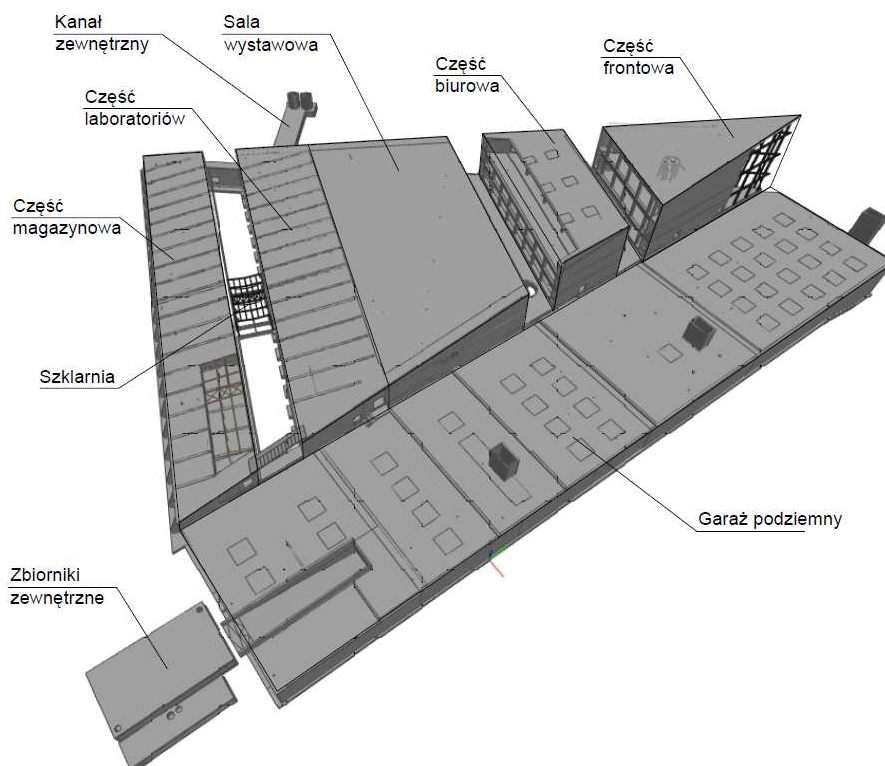 Kanał
zewnętrzny
Sala
wystawowa
Część
biurowa
Część
frontowa
Część
laboratoriów
Część
magazynowa
Szklarnia
Garaż podziemny
Zbiorniki
zewnętrzne